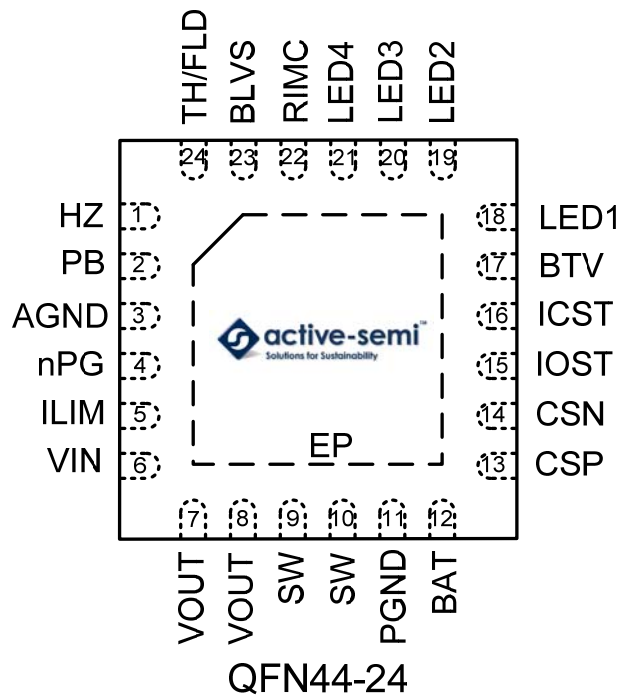 TH/FLD
BLVS
RIMC
LED4
LED3
LED2
24
23
22
21
20
19
HZ 1
PB 2
AGND 3
nPG 4
ILIM 5
VIN 6
18 LED1
17 BTV
16 ICST
15 IOST
14 CSN
13 CSP
active-semi™
Solutions for Sustainability
EP
7
8
9
10
11
12
VOUT
VOUT
SW
SW
PGND
BAT
QFN44-24